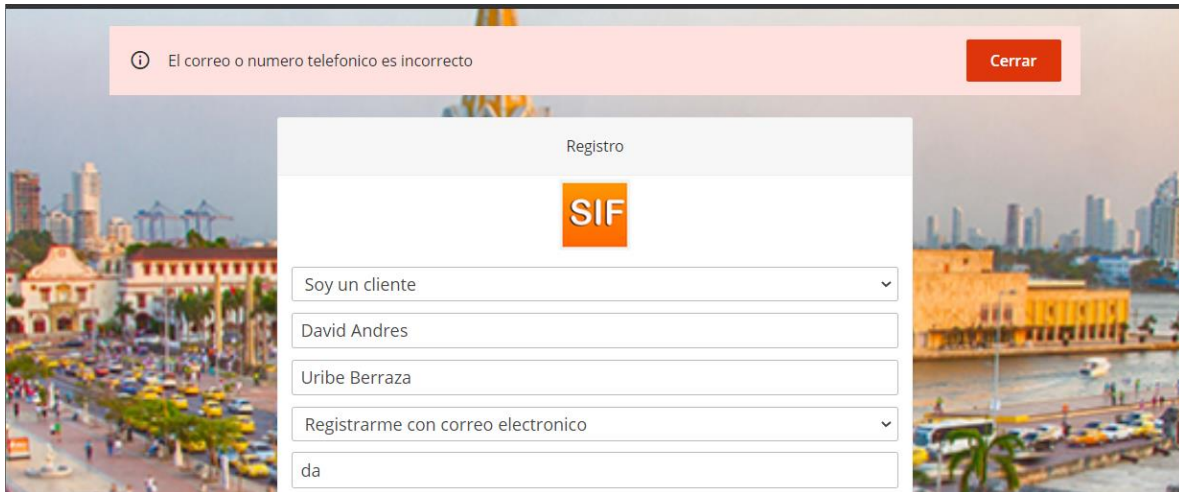 El correo o numero telefonico es incorrecto
Cerrar
Registro
SIF
Soy un cliente
David Andres
Uribe Berraza
Registrarme con correo electronico
da